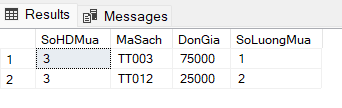 Results Messages
SoHDMua MaSach DonGia SoLuongMua
1 3 TT003 75000 1
2 3 TT012 25000 2